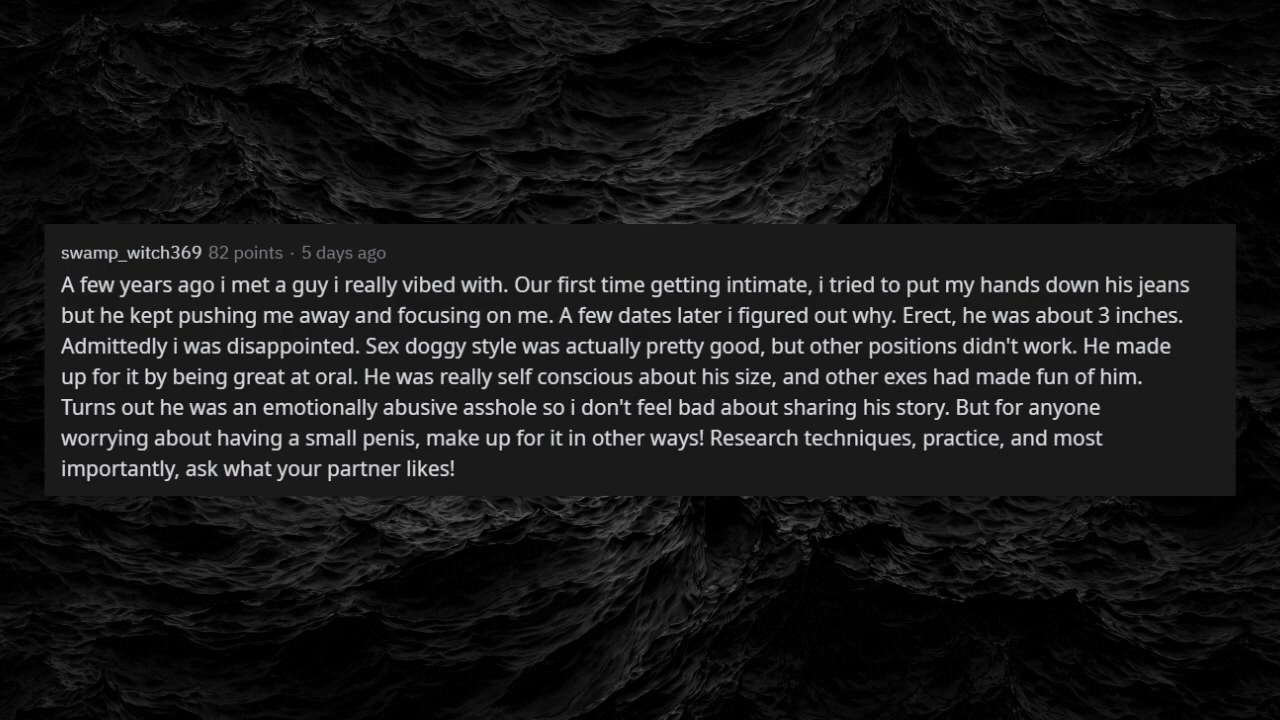 swamp_witch369 82 points · 5 days ago
A few years ago i met a guy i really vibed with. Our first time getting intimate, i tried to put my hands down his jeans
but he kept pushing me away and focusing on me. A few dates later i figured out why. Erect, he was about 3 inches.
Admittedly i was disappointed. Sex doggy style was actually pretty good, but other positions didn't work. He made
up for it by being great at oral. He was really self conscious about his size, and other exes had made fun of him.
Turns out he was an emotionally abusive asshole so i don't feel bad about sharing his story. But for anyone
worrying about having a small penis, make up for it in other ways! Research techniques, practice, and most
importantly, ask what your partner likes!